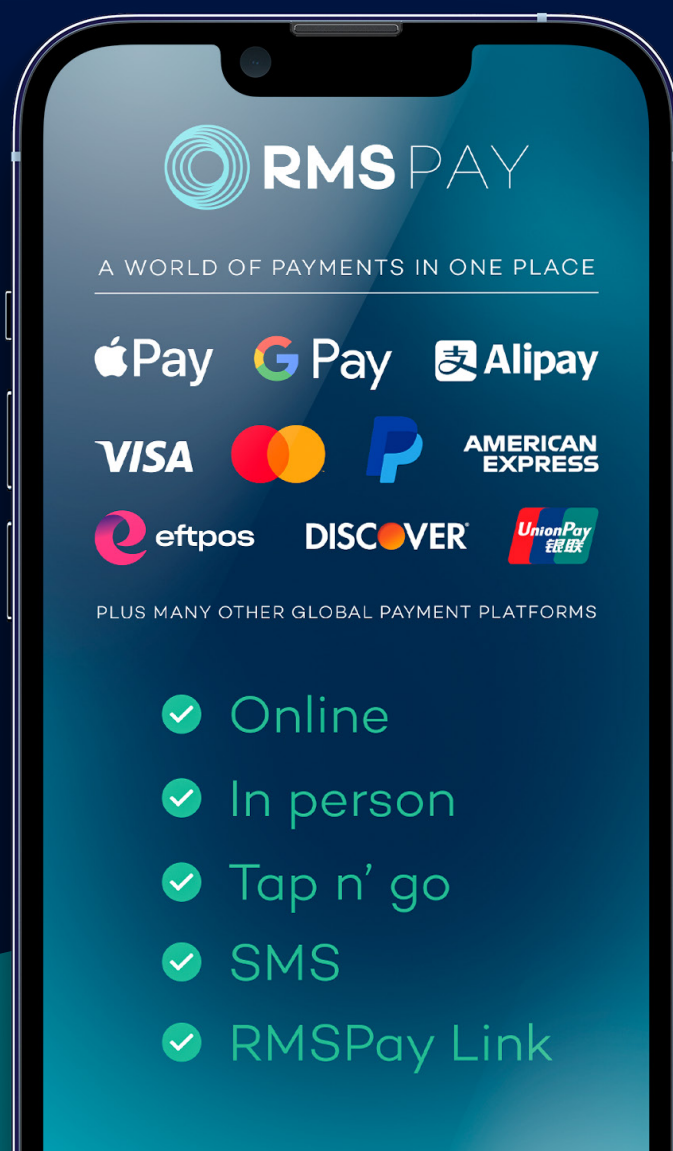 RMS PAY
A WORLD OF PAYMENTS IN ONE PLACE
Pay G Pay 支 Alipay
VISA AMERICAN EXPRESS
eftpos DISCOVER UnionPay 银联
PLUS MANY OTHER GLOBAL PAYMENT PLATFORMS
Online
In person
Tap n’ go
SMS
RMSPay Link